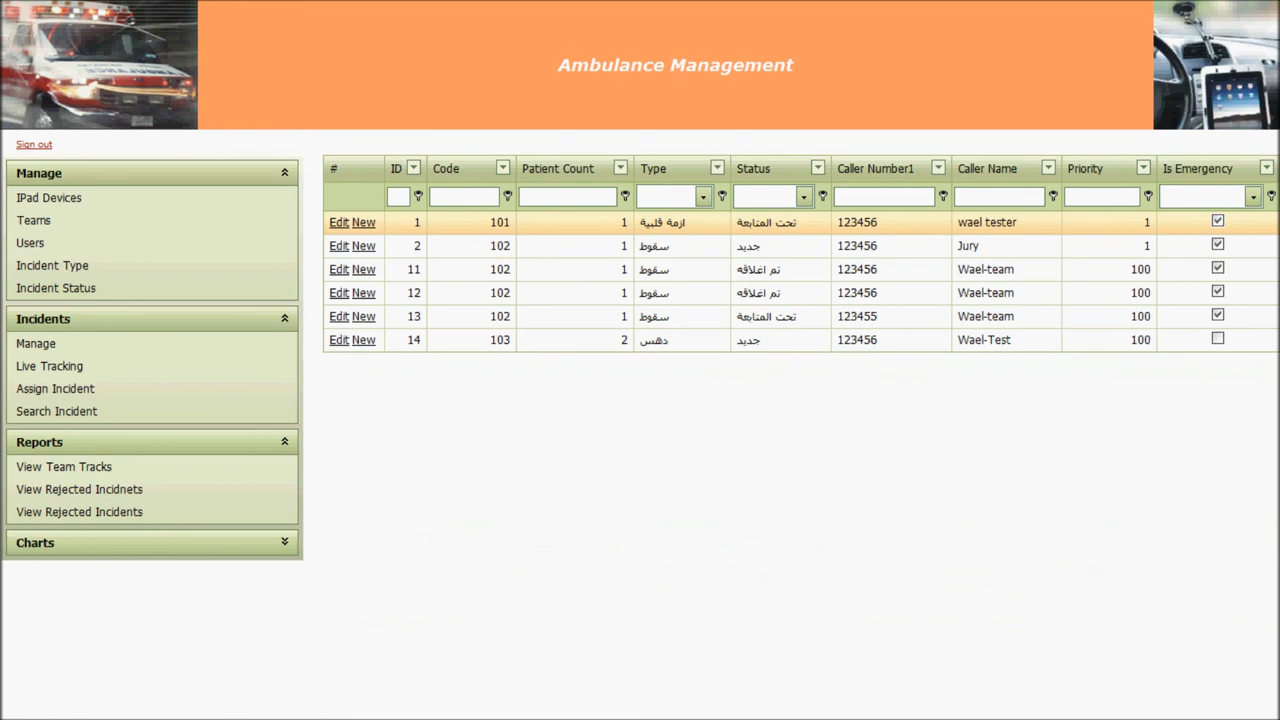 Ambulance Management
Sign out
Manage
IPad Devices
Teams
Users
Incident Type
Incident Status
Incidents
Manage
Live Tracking
Assign Incident
Search Incident
Reports
View Team Tracks
View Rejected Incidnets
View Rejected Incidents
Charts
# ID Code Patient Count Type Status Caller Number1 Caller Name Priority Is Emergency
Edit New 1 101 1 ازمة قلبية تحت المتابعة 123456 wael tester 1
Edit New 2 102 1 سقوط جديد 123456 Jury 1
Edit New 11 102 1 سقوط تم اغلاقه 123456 Wael-team 100
Edit New 12 102 1 سقوط تم اغلاقه 123456 Wael-team 100
Edit New 13 102 1 سقوط تحت المتابعة 123455 Wael-team 100
Edit New 14 103 2 دهس جديد 123456 Wael-Test 100